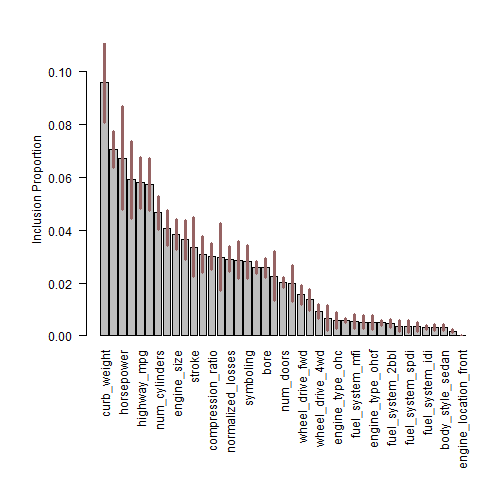 Inclusion Proportion
0.10
0.08
0.06
0.04
0.02
0.00
curb_weight
horsepower
highway_mpg
num_cylinders
engine_size
stroke
compression_ratio
normalized_losses
symboling
bore
num_doors
wheel_drive_fwd
wheel_drive_4wd
engine_type_ohc
fuel_system_mfi
engine_type_ohcf
fuel_system_2bbl
fuel_system_spdi
fuel_system_idi
body_style_sedan
engine_location_front